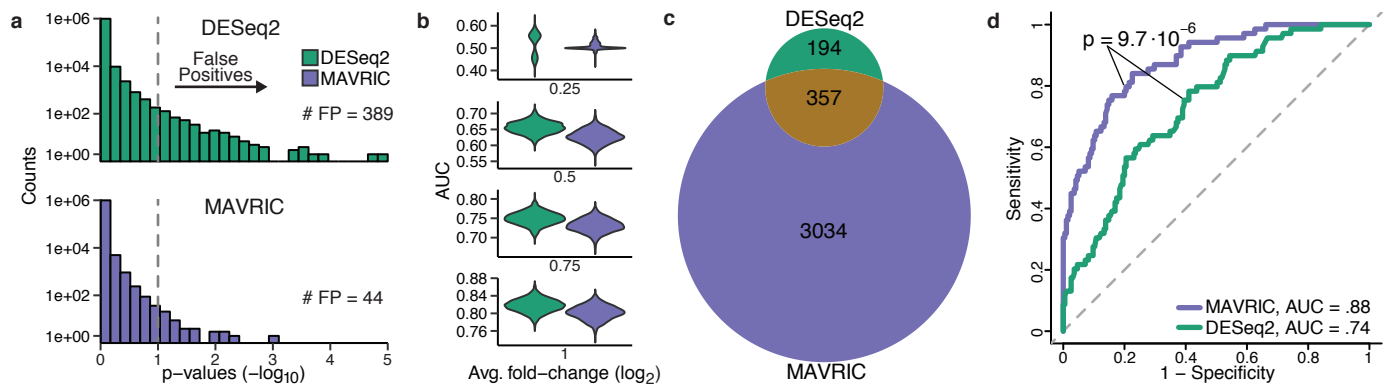 a
DESeq2
1e+06
1e+04
1e+02
1e+00
False
Positives
DESeq2
MAVRIC
# FP = 389
Counts
MAVRIC
1e+06
1e+04
1e+02
1e+00
# FP = 44
0 1 2 3 4 5
p-values (−log10)
b
AUC
0.60
0.50
0.40
0.25
0.70
0.65
0.60
0.55
0.5
0.80
0.75
0.70
0.75
0.88
0.84
0.80
0.76
1
Avg. fold−change (log2)
c
DESeq2
194
357
3034
MAVRIC
d
p = 9.7·10−6
Sensitivity
1
0.8
0.6
0.4
0.2
0
MAVRIC, AUC = .88
DESeq2, AUC = .74
0 0.2 0.4 0.6 0.8 1
1 − Specificity